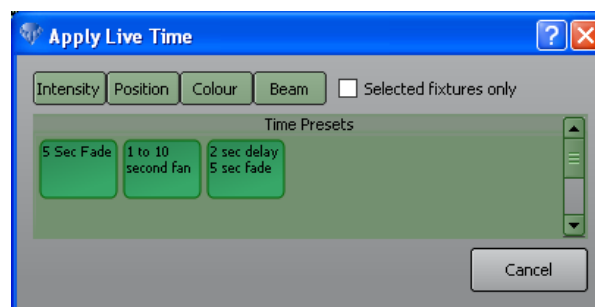 Apply Live Time
Intensity Position Colour Beam Selected fixtures only
Time Presets
5 Sec Fade
1 to 10
second fan
2 sec delay
5 sec fade
Cancel